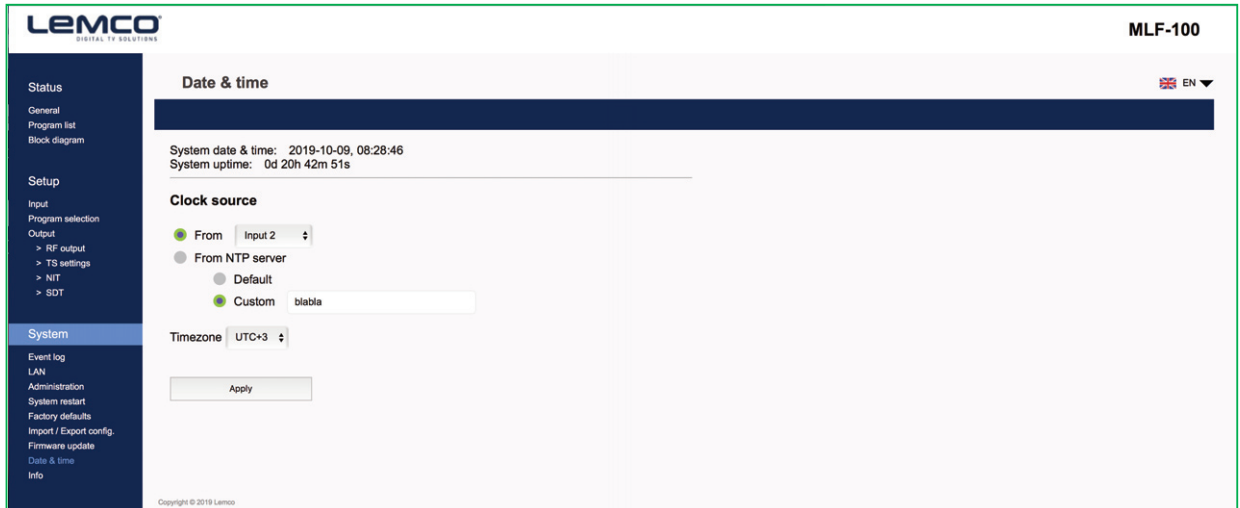 Lemco
DIGITAL TV SOLUTIONS
MLF-100
Status
General
Program list
Block diagram
Setup
Input
Program selection
Output
> RF output
> TS settings
> NIT
> SDT
System
Event log
LAN
Administration
System restart
Factory defaults
Import / Export config.
Firmware update
Date & time
Info
Date & time
EN
System date & time: 2019-10-09, 08:28:46
System uptime: 0d 20h 42m 51s
Clock source
From Input 2
From NTP server
Default
Custom blabla
Timezone UTC+3
Apply
Copyright © 2019 Lemco